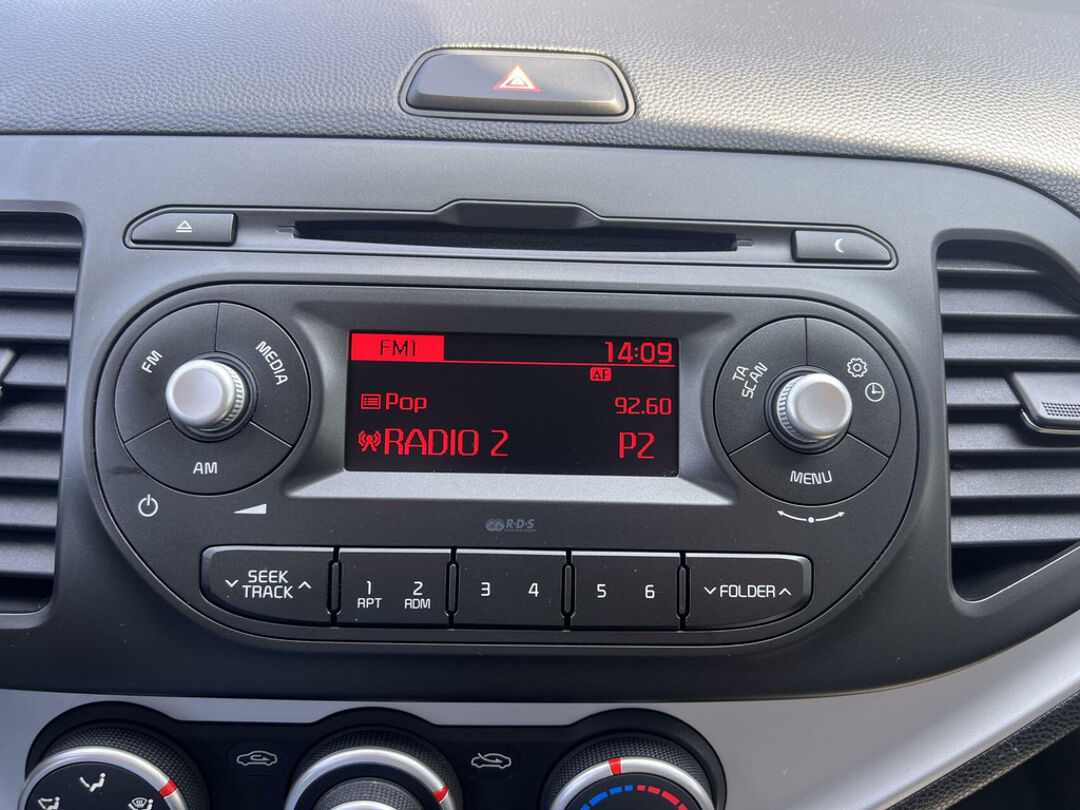 FM1 14:09
AF
Pop 92.60
RADIO 2 P2
FM
MEDIA
AM
TA
SCAN
MENU
R·D·S
SEEK
TRACK
1
RPT
2
RDM
3 4
5 6
FOLDER